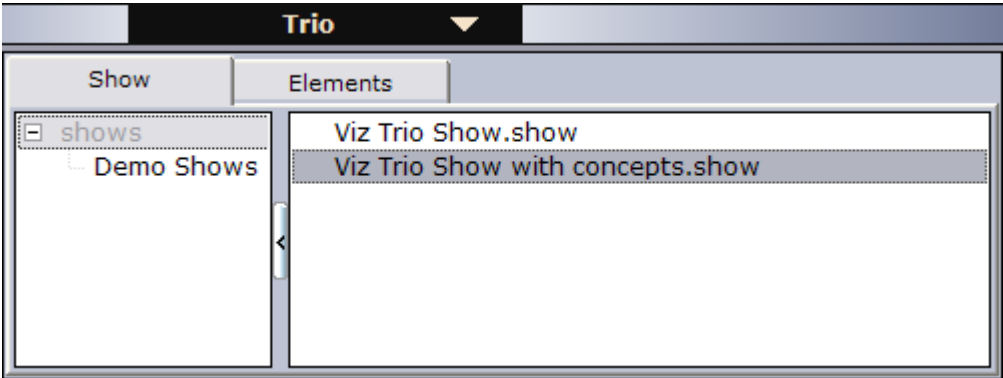 Trio
Show
Elements
shows
Demo Shows
Viz Trio Show.show
Viz Trio Show with concepts.show